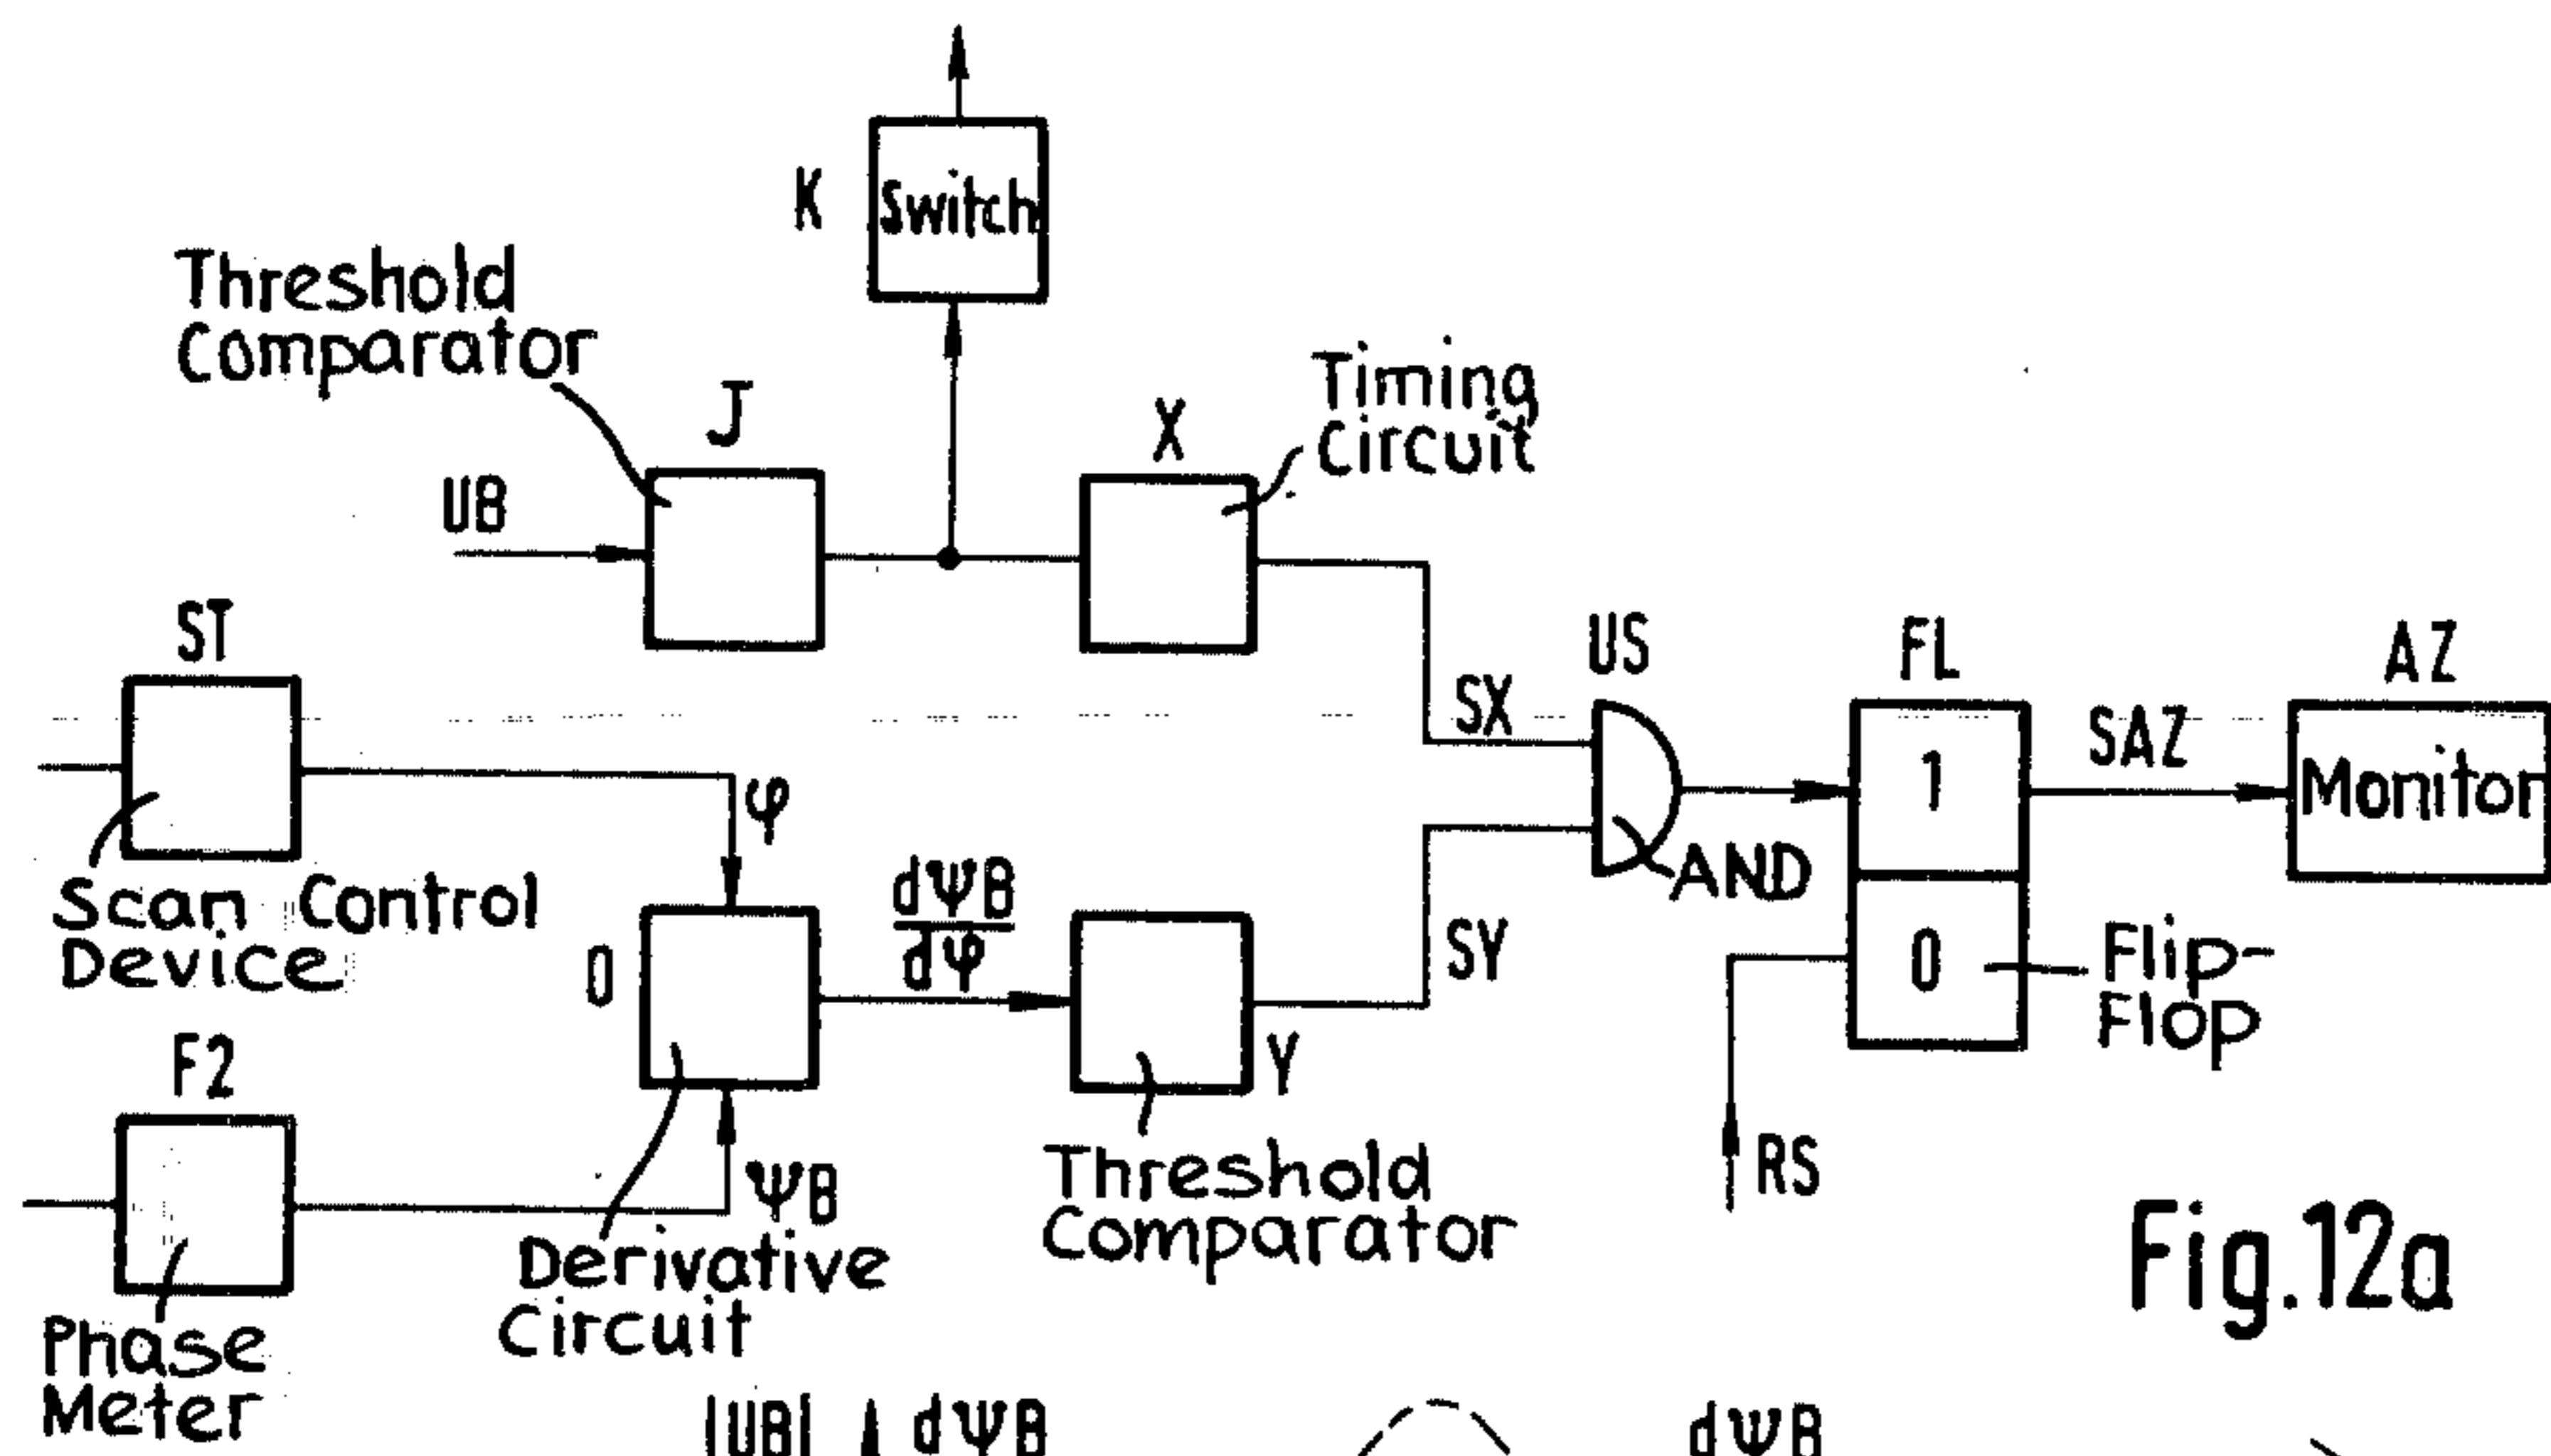 K
Switch
Threshold
Comparator
J
X
Timing
Circuit
UB
ST
φ
Scan Control
Device
SX
US
AND
FL
1
0
SAZ
AZ
Monitor
Flip-
Flop
RS
O
dψB
dφ
Y
SY
Threshold
Comparator
F2
ψB
Derivative
Circuit
Phase
Meter
Fig.12a
|UB|
dψB
dψB